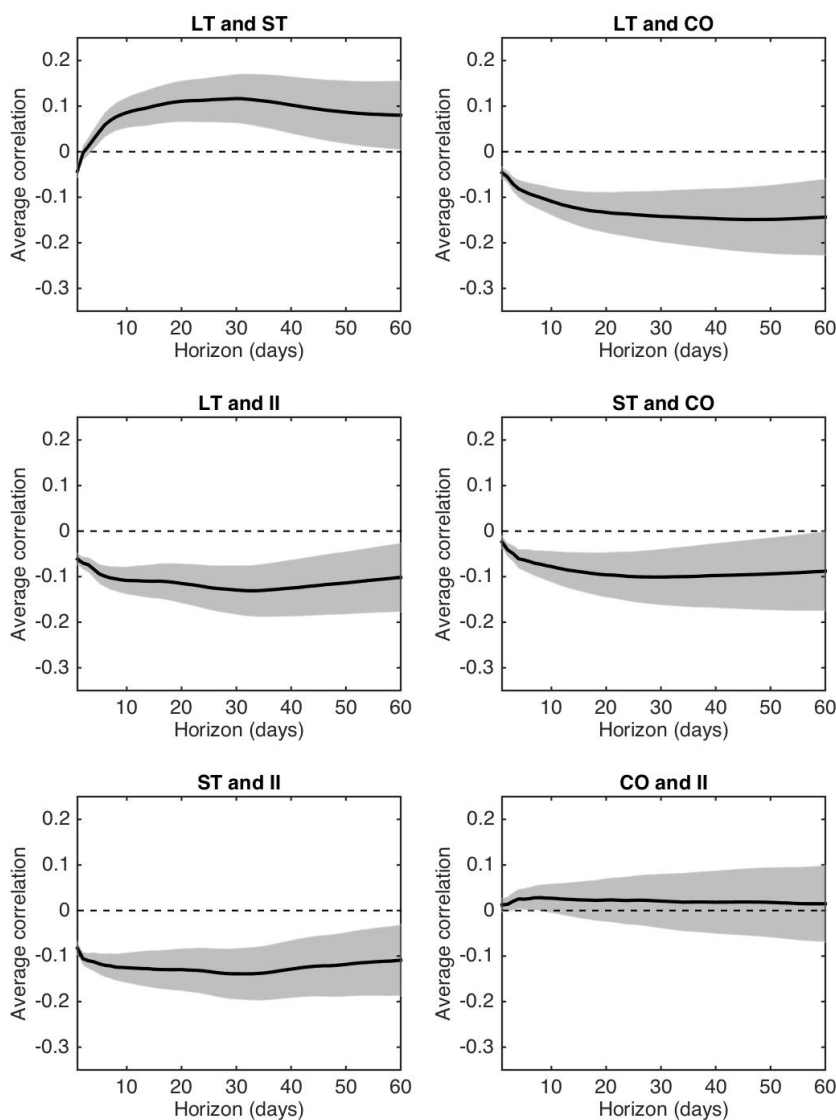 LT and ST
Average correlation
0.2
0.1
0
-0.1
-0.2
-0.3
10 20 30 40 50 60
Horizon (days)
LT and CO
Average correlation
0.2
0.1
0
-0.1
-0.2
-0.3
10 20 30 40 50 60
Horizon (days)
LT and II
Average correlation
0.2
0.1
0
-0.1
-0.2
-0.3
10 20 30 40 50 60
Horizon (days)
ST and CO
Average correlation
0.2
0.1
0
-0.1
-0.2
-0.3
10 20 30 40 50 60
Horizon (days)
ST and II
Average correlation
0.2
0.1
0
-0.1
-0.2
-0.3
10 20 30 40 50 60
Horizon (days)
CO and II
Average correlation
0.2
0.1
0
-0.1
-0.2
-0.3
10 20 30 40 50 60
Horizon (days)